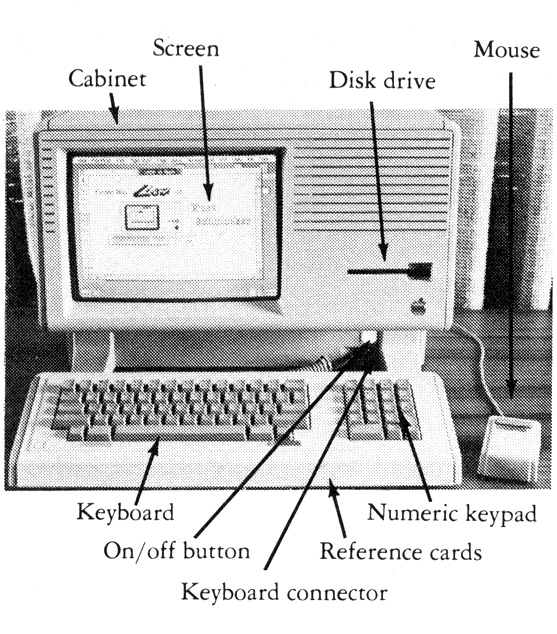 Screen
Mouse
Cabinet
Disk drive
Lisa
Keyboard
Numeric keypad
On/off button
Reference cards
Keyboard connector